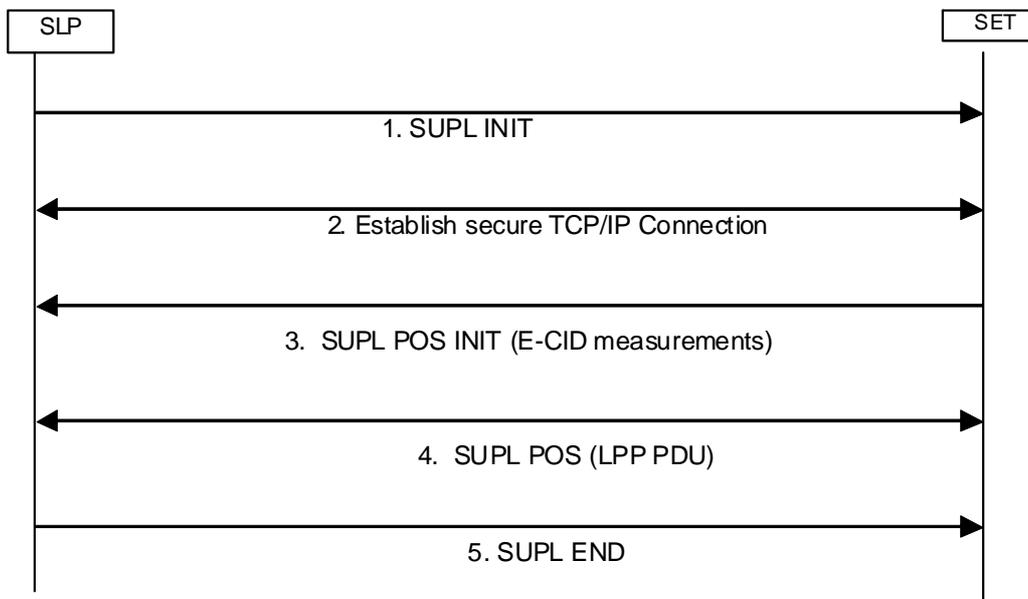 SLP
SET
1. SUPL INIT
2. Establish secure TCP/IP Connection
3. SUPL POS INIT (E-CID measurements)
4. SUPL POS (LPP PDU)
5. SUPL END